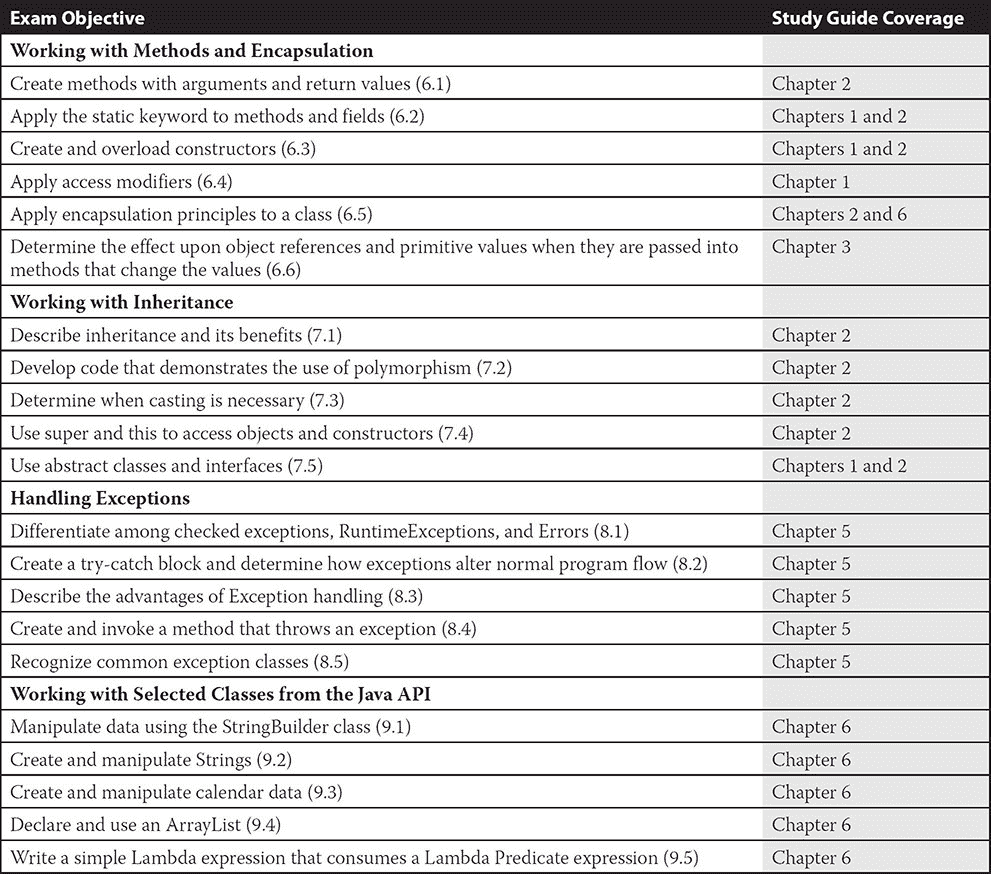 Exam Objective Study Guide Coverage
Working with Methods and Encapsulation
Create methods with arguments and return values (6.1) Chapter 2
Apply the static keyword to methods and fields (6.2) Chapters 1 and 2
Create and overload constructors (6.3) Chapters 1 and 2
Apply access modifiers (6.4) Chapter 1
Apply encapsulation principles to a class (6.5) Chapters 2 and 6
Determine the effect upon object references and primitive values when they are passed into Chapter 3
methods that change the values (6.6)
Working with Inheritance
Describe inheritance and its benefits (7.1) Chapter 2
Develop code that demonstrates the use of polymorphism (7.2) Chapter 2
Determine when casting is necessary (7.3) Chapter 2
Use super and this to access objects and constructors (7.4) Chapter 2
Use abstract classes and interfaces (7.5) Chapters 1 and 2
Handling Exceptions
Differentiate among checked exceptions, RuntimeExceptions, and Errors (8.1) Chapter 5
Create a try-catch block and determine how exceptions alter normal program flow (8.2) Chapter 5
Describe the advantages of Exception handling (8.3) Chapter 5
Create and invoke a method that throws an exception (8.4) Chapter 5
Recognize common exception classes (8.5) Chapter 5
Working with Selected Classes from the Java API
Manipulate data using the StringBuilder class (9.1) Chapter 6
Create and manipulate Strings (9.2) Chapter 6
Create and manipulate calendar data (9.3) Chapter 6
Declare and use an ArrayList (9.4) Chapter 6
Write a simple Lambda expression that consumes a Lambda Predicate expression (9.5) Chapter 6